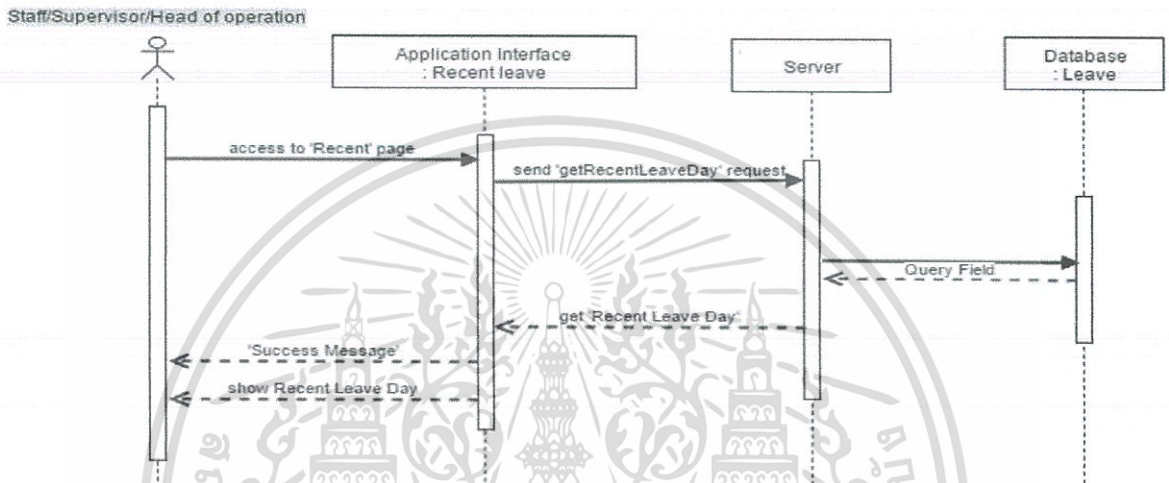 Staff/Supervisor/Head of operation
Application Interface
: Recent leave
Server
Database
: Leave
access to 'Recent' page
send 'getRecentLeaveDay' request
Query Field
get 'Recent Leave Day'
'Success Message'
show Recent Leave Day